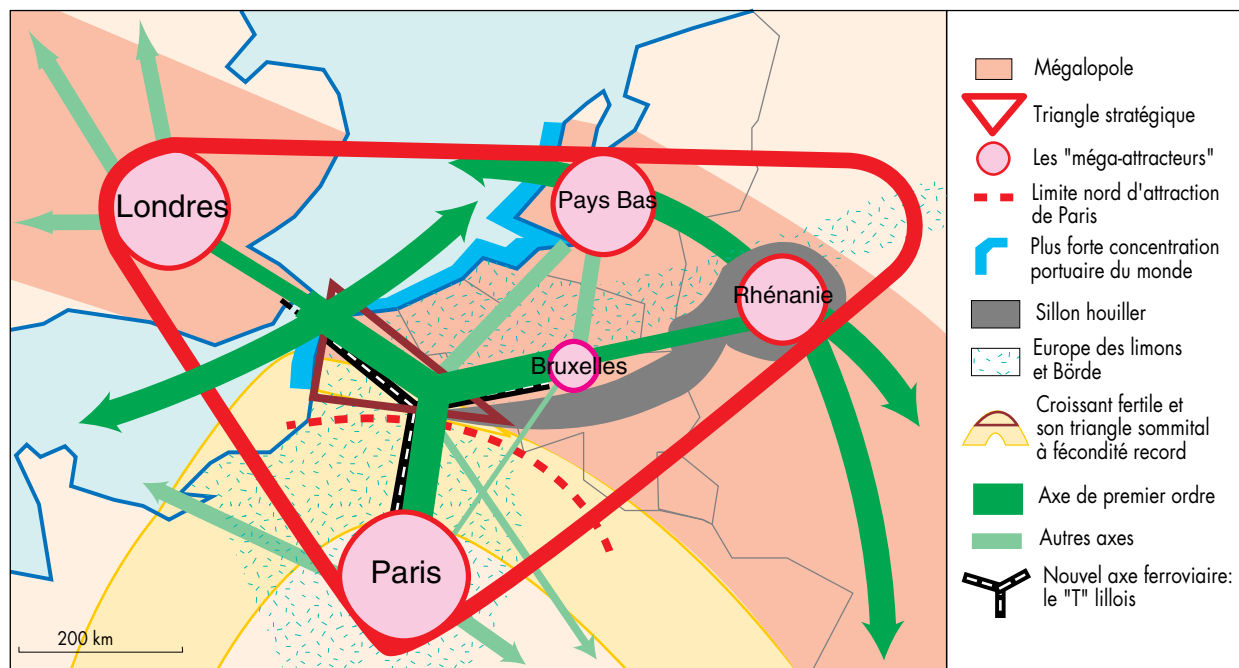 Londres
Pays Bas
Rhénanie
Bruxelles
Paris
200 km
Mégalopole
Triangle stratégique
Les "méga-attracteurs"
Limite nord d'attraction
de Paris
Plus forte concentration
portuaire du monde
Sillon houiller
Europe des limons
et Börde
Croissant fertile et
son triangle sommital
à fécondité record
Axe de premier ordre
Autres axes
Nouvel axe ferroviaire:
le "T" lillois